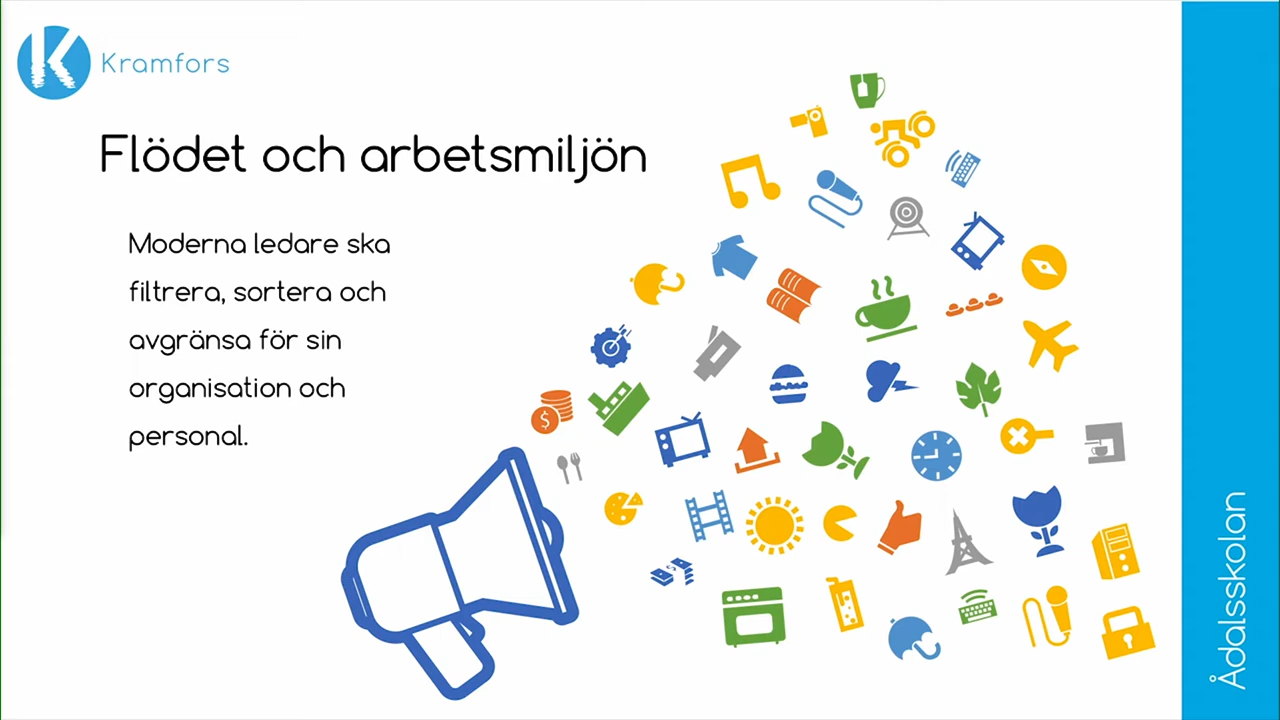 Kramfors
Flödet och arbetsmiljön
Moderna ledare ska
filtrera, sortera och
avgränsa för sin
organisation och
personal.
Ådalsskolan